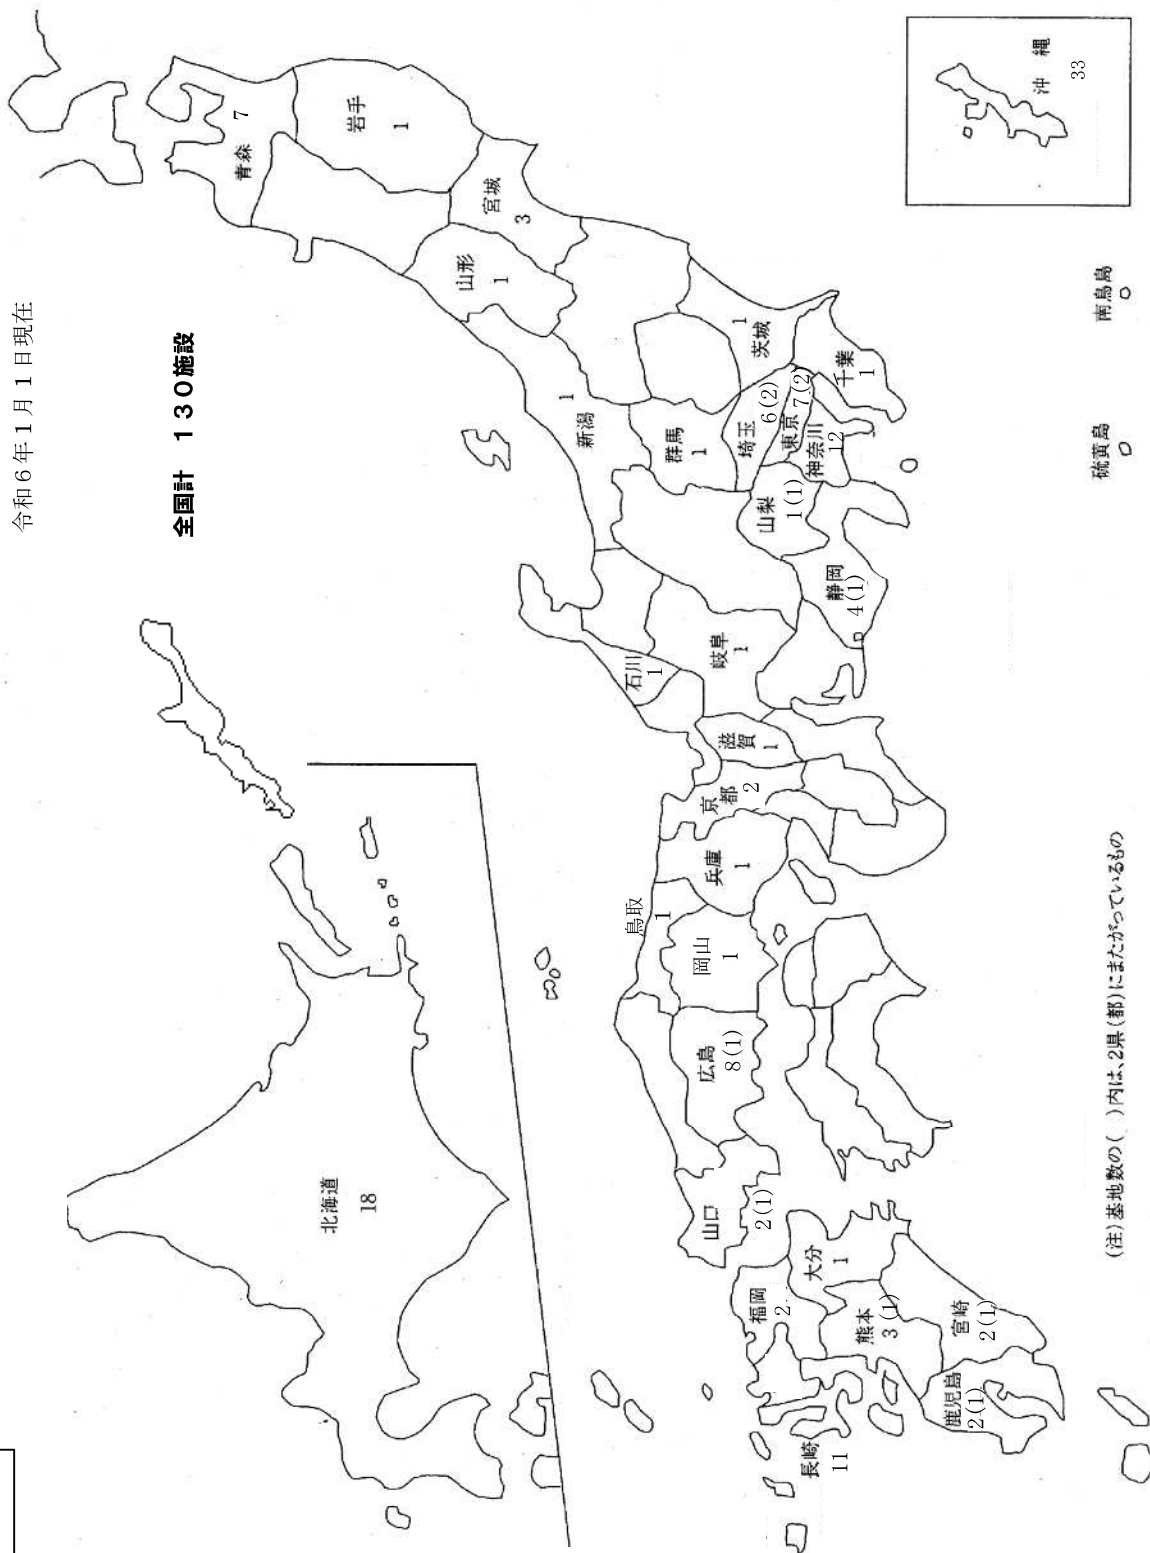 令和6年1月1日現在
全国計 130施設
北海道
18
青森 7
岩手
1
宮城
3
山形
1
新潟
1
茨城
1
群馬
1
埼玉
6(2)
東京
7(2)
千葉
1
神奈川
12
山梨
1(1)
静岡
4(1)
石川
1
岐阜
1
滋賀
1
京都
2
兵庫
1
鳥取
1
岡山
1
広島
8(1)
山口
2(1)
福岡
2
大分
1
長崎
11
熊本
3(1)
宮崎
2(1)
鹿児島
2(1)
沖縄
33
硫黄島
南鳥島
(注)基地数の( )内は、2県(都)にまたがっているもの